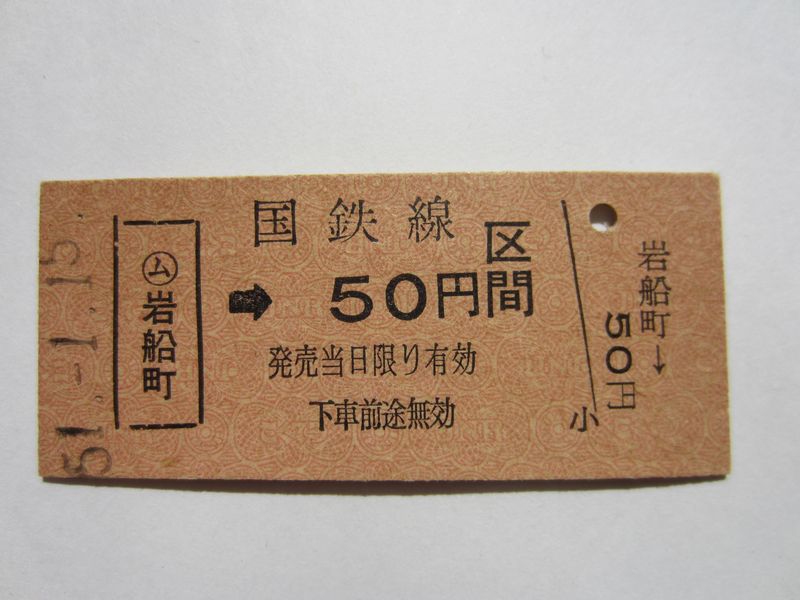 51.-1.15
ム岩船町
国鉄線
➡50円区間
発売当日限り有効
下車前途無効
岩船町→
50円
小